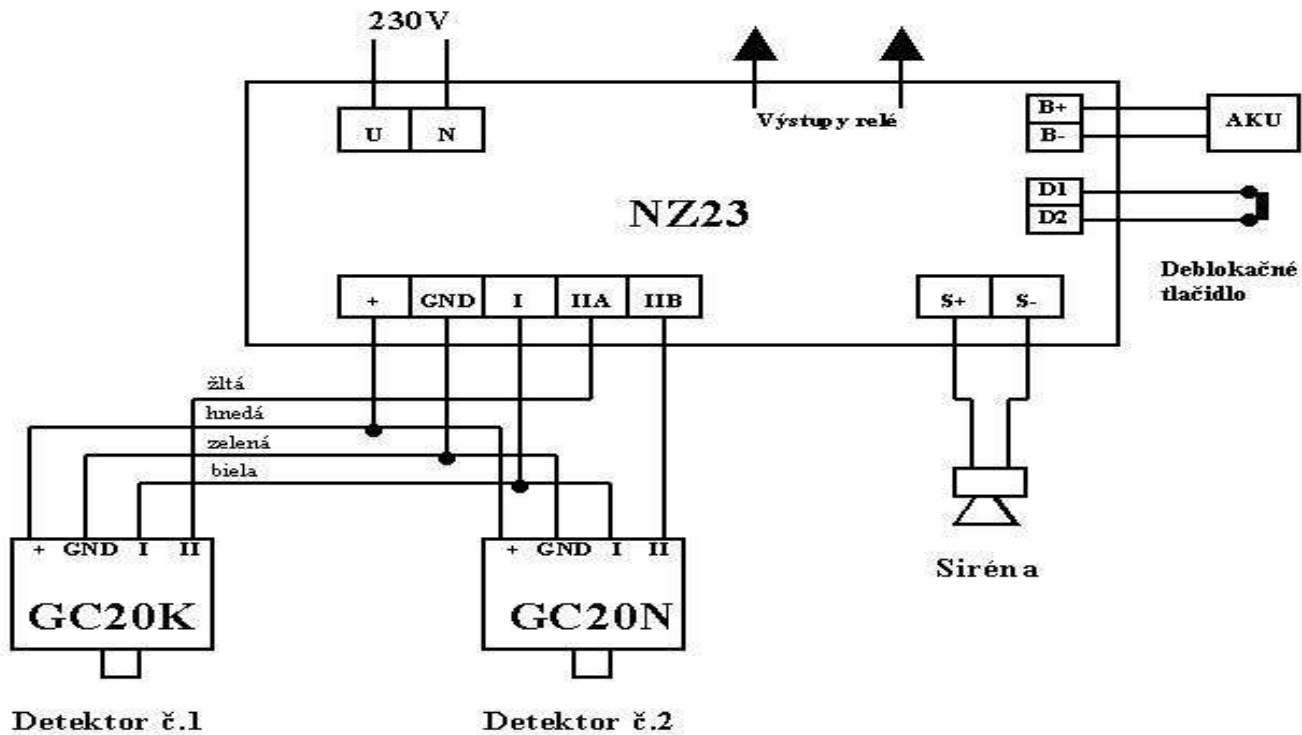 230V
Výstupy relé
U N
B+
B-
AKU
D1
D2
NZ23
Deblokačné
tlačidlo
+ GND I IIA IIB
S+ S-
žltá
hnedá
zelená
biela
+ GND I II
+ GND I II
GC20K
GC20N
Siréna
Detektor č.1
Detektor č.2